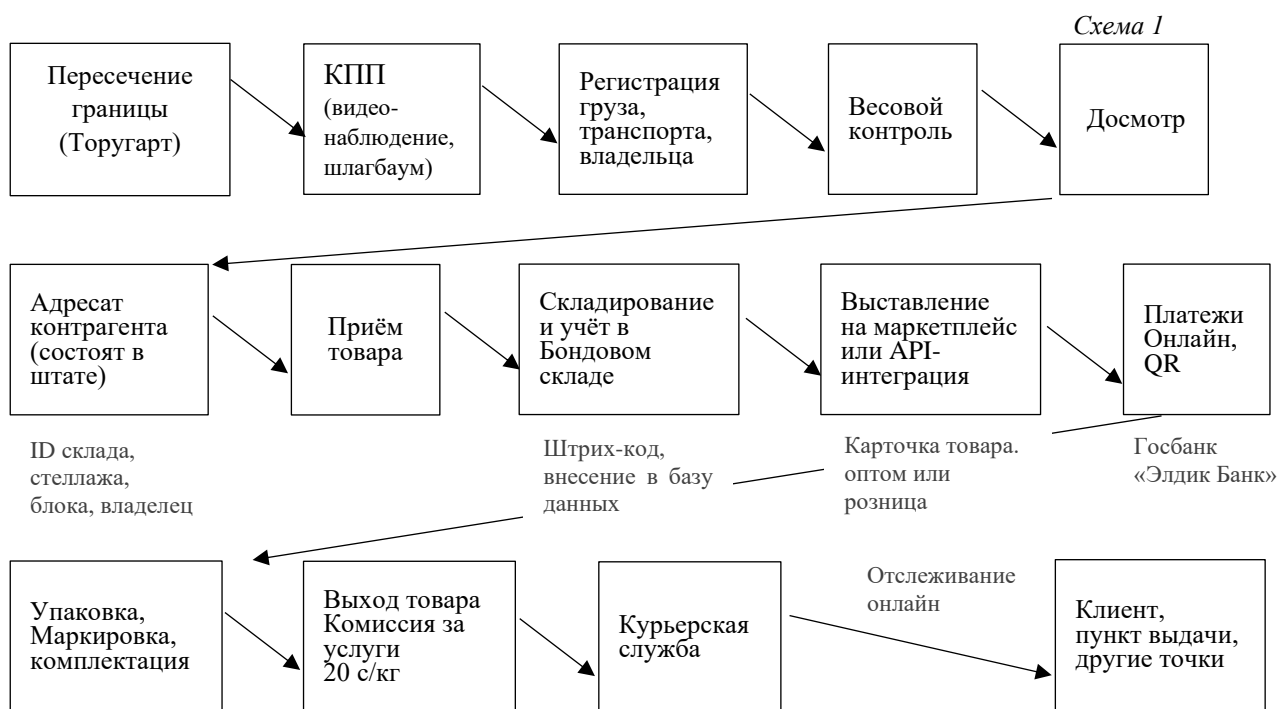 Схема 1
Пересечение
границы
(Торугарт)
КПП
(видео-
наблюдение,
шлагбаум)
Регистрация
груза,
транспорта,
владельца
Весовой
контроль
Досмотр
Адресат
контрагента
(состоят в
штате)
Приём
товара
Складирование
и учёт в
Бондовом
складе
Выставление
на маркетплейс
или API-
интеграция
Платежи
Онлайн,
QR
ID склада,
стеллажа,
блока, владелец
Штрих-код,
внесение в базу
данных
Карточка товара.
оптом или
розница
Госбанк
«Элдик Банк»
Упаковка,
Маркировка,
комплектация
Выход товара
Комиссия за
услуги
20 с/кг
Курьерская
служба
Отслеживание
онлайн
Клиент,
пункт выдачи,
другие точки